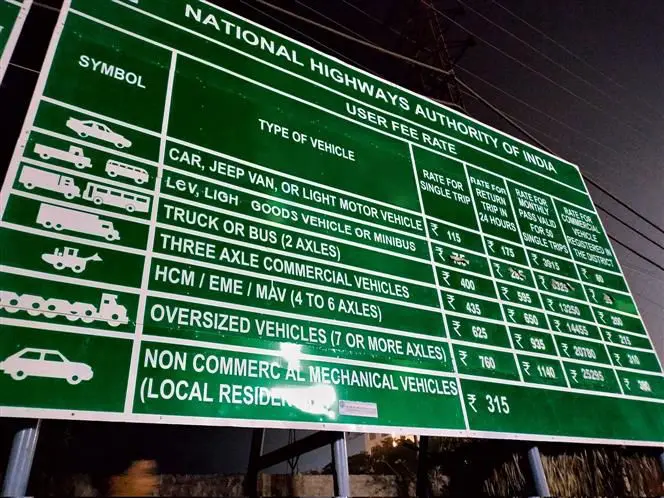 NATIONAL HIGHWAYS AUTHORITY OF INDIA
USER FEE RATE
SYMBOL
TYPE OF VEHICLE
RATE FOR
SINGLE TRIP
RATE FOR
RETURN
TRIP IN
24 HOURS
RATE FOR
MONTHLY
PASS VALID
FOR 50
SINGLE TRIPS
RATE FOR
COMMERCIAL
VEHICLE
REGISTERED IN
THE DISTRICT
CAR, JEEP VAN, OR LIGHT MOTOR VEHICLE ₹ 115 ₹ 175 ₹ 3915 ₹ 60
LGV, LIGH GOODS VEHICLE OR MINIBUS ₹ ₹ ₹ ₹
TRUCK OR BUS (2 AXLES) ₹ 400 ₹ 595 ₹ 13250 ₹ 200
THREE AXLE COMMERCIAL VEHICLES ₹ 435 ₹ 650 ₹ 14455 ₹ 215
HCM / EME / MAV (4 TO 6 AXLES) ₹ 625 ₹ 935 ₹ 20780 ₹ 310
OVERSIZED VEHICLES (7 OR MORE AXLES) ₹ 760 ₹ 1140 ₹ 25295 ₹ 380
NON COMMERC AL MECHANICAL VEHICLES
(LOCAL RESIDEN
₹ 315